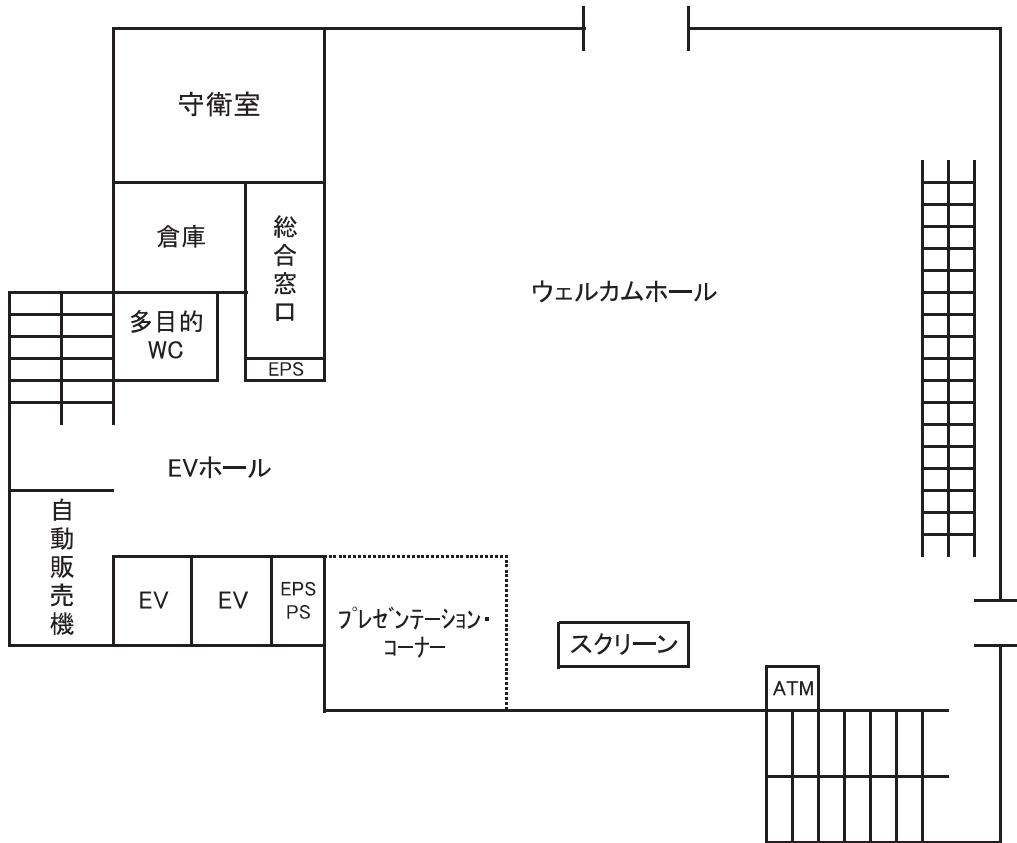 守衛室
倉庫
総合窓口
ウェルカムホール
多目的
WC
EPS
EVホール
自動販売機
EV
EV
EPS
PS
プレゼンテーション・
コーナー
スクリーン
ATM